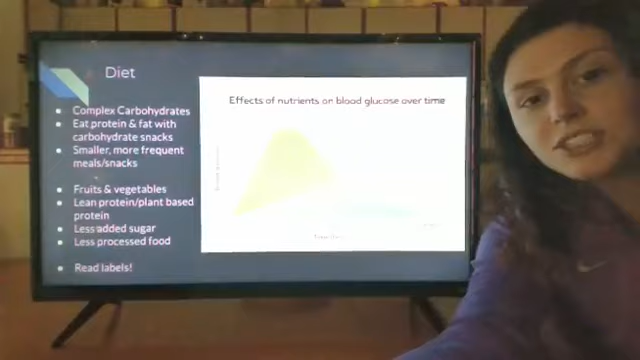 Diet
Complex Carbohydrates
Eat protein & fat with
carbohydrate snacks
Smaller, more frequent
meals/snacks
Fruits & vegetables
Lean protein/plant based
protein
Less added sugar
Less processed food
Read labels!
Effects of nutrients on blood glucose over time